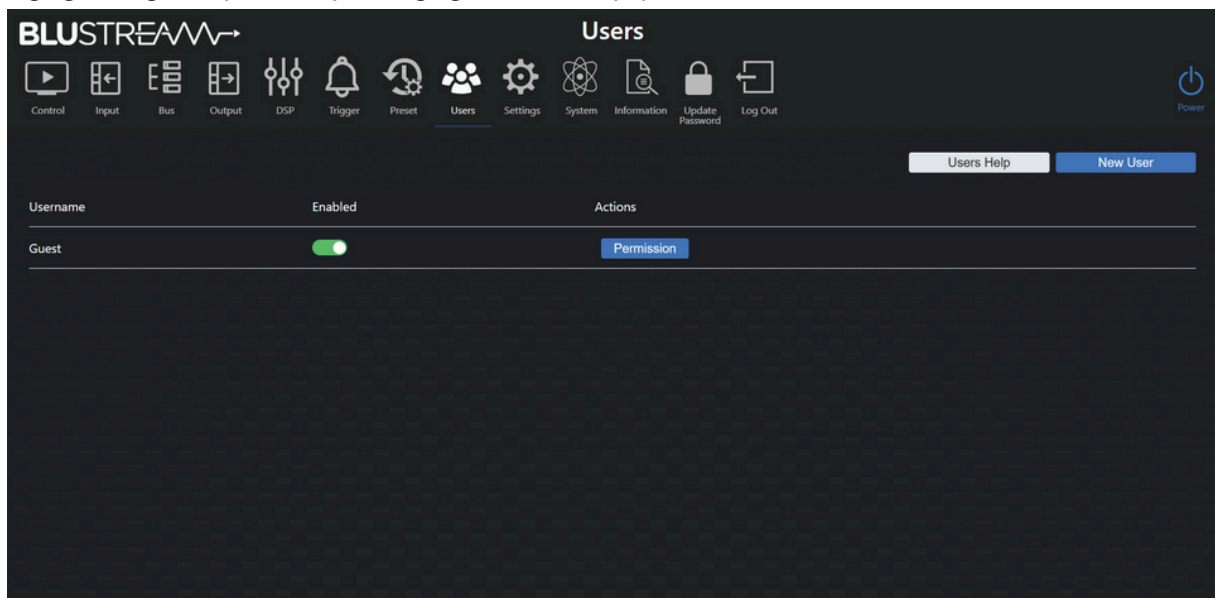 BLUSTREAM
Users
Control
Input
Bus
Output
DSP
Trigger
Preset
Users
Settings
System
Information
Update
Password
Log Out
Power
Users Help
New User
Username
Enabled
Actions
Guest
Permission